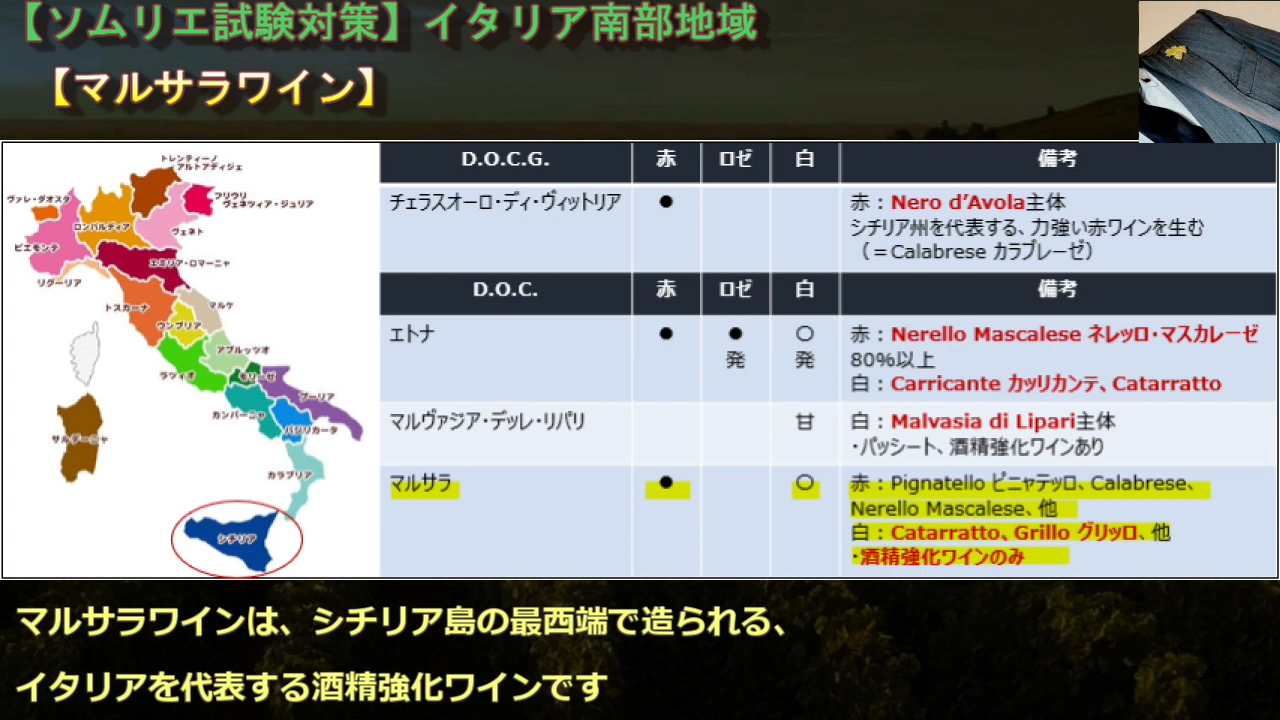 【ソムリエ試験対策】イタリア南部地域
【マルサラワイン】
トレンティーノ
アルトアディジェ
ヴァレ・ダオスタ
フリウリ
ヴェネツィア・ジュリア
ロンバルディア
ヴェネト
ピエモンテ
エミリア・ロマーニャ
リグーリア
トスカーナ
マルケ
ウンブリア
アブルッツォ
ラツィオ
モリーゼ
プーリア
カンパーニャ
バジリカータ
サルデーニャ
カラブリア
シチリア
D.O.C.G. 赤 ロゼ 白 備考
チェラスオーロ・ディ・ヴィットリア ● 赤：Nero d’Avola主体
シチリア州を代表する、力強い赤ワインを生む
（＝Calabrese カラブレーゼ）
D.O.C. 赤 ロゼ 白 備考
エトナ ● ● ○ 赤：Nerello Mascalese ネレッロ・マスカレーゼ
発 発 80%以上
白：Carricante カッリカンテ、Catarratto
マルヴァジア・デッレ・リパリ 甘 白：Malvasia di Lipari主体
・パッシート、酒精強化ワインあり
マルサラ ● ○ 赤：Pignatello ピニャテッロ、Calabrese、
Nerello Mascalese、他
白：Catarratto、Grillo グリッロ、他
・酒精強化ワインのみ
マルサラワインは、シチリア島の最西端で造られる、
イタリアを代表する酒精強化ワインです